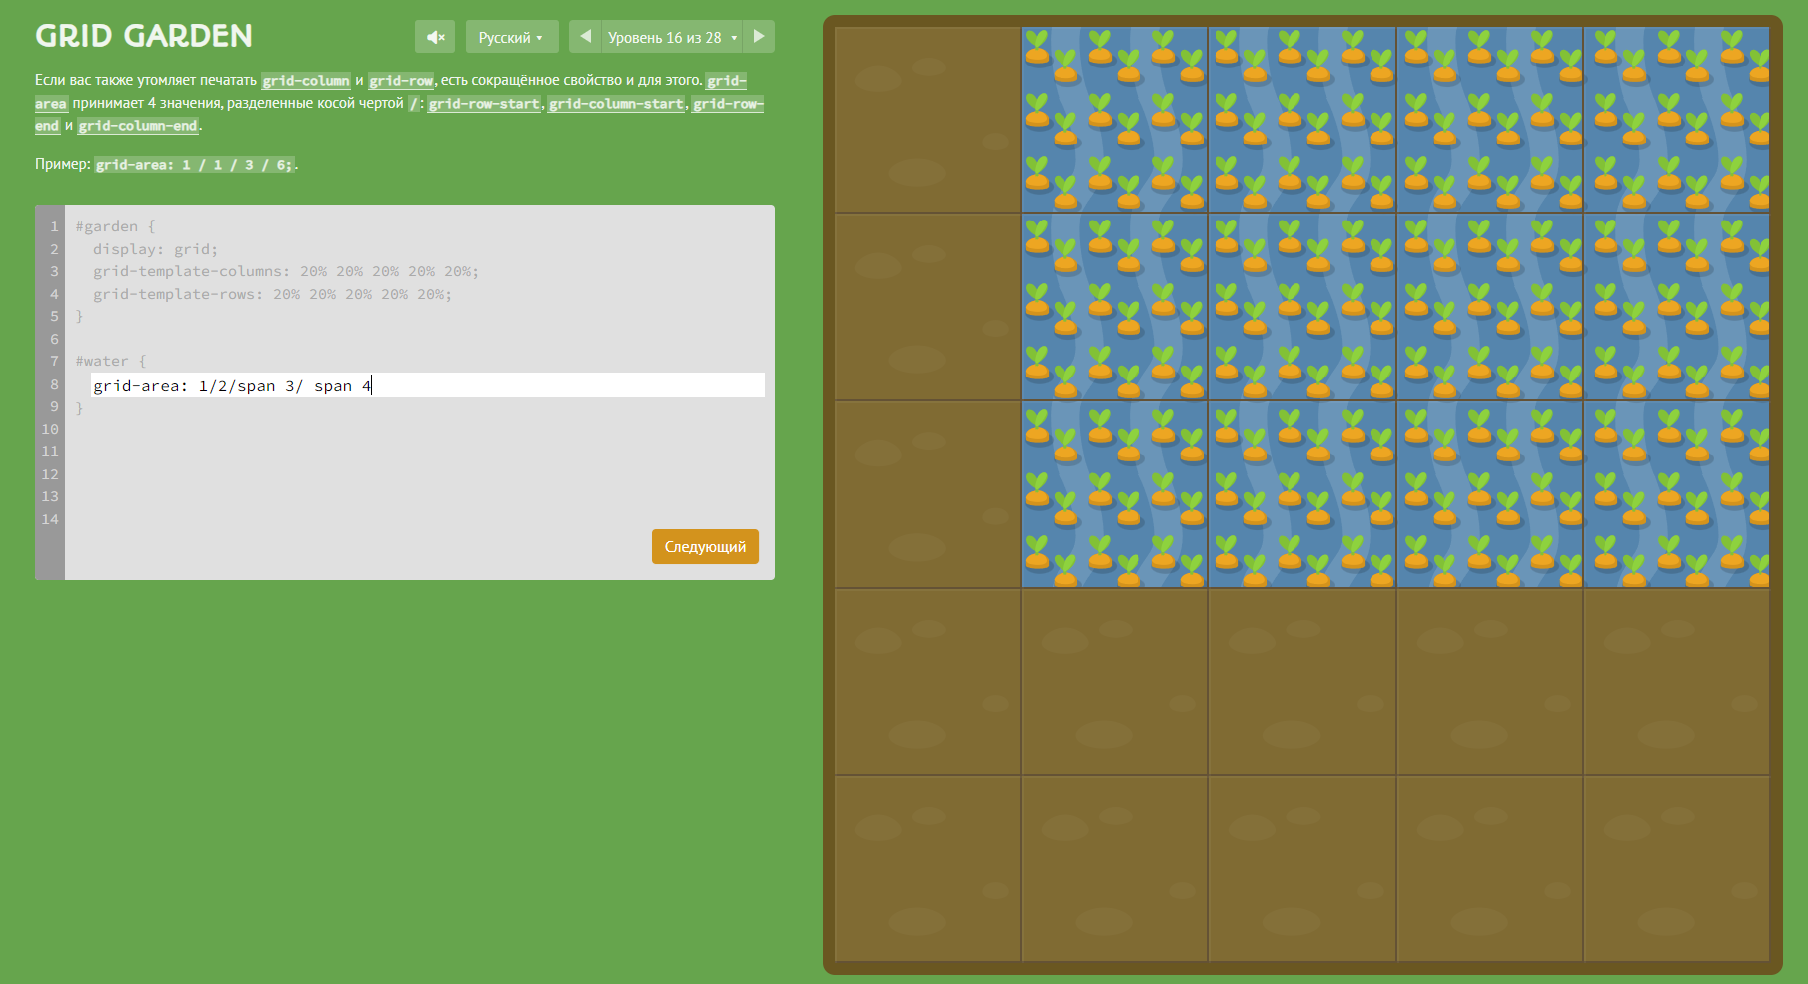 GRID GARDEN
Русский ▾
Уровень 16 из 28 ▾
Если вас также утомляет печатать grid-column и grid-row, есть сокращённое свойство и для этого. grid-
area принимает 4 значения, разделенные косой чертой /: grid-row-start, grid-column-start, grid-row-
end и grid-column-end.
Пример: grid-area: 1 / 1 / 3 / 6;.
1 #garden {
2 display: grid;
3 grid-template-columns: 20% 20% 20% 20% 20%;
4 grid-template-rows: 20% 20% 20% 20% 20%;
5 }
6
7 #water {
8 grid-area: 1/2/span 3/ span 4
9 }
10
11
12
13
14
Следующий